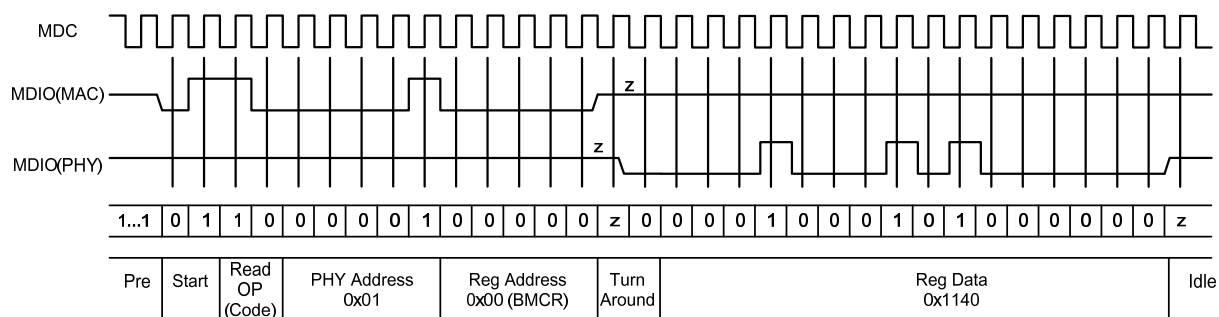 MDC
MDIO(MAC)
z
MDIO(PHY)
z
1...1 0 1 1 0 0 0 0 0 1 0 0 0 0 0 z 0 0 0 0 1 0 0 0 1 0 1 0 0 0 0 0 0 z
Pre
Start
Read
OP
(Code)
PHY Address
0x01
Reg Address
0x00 (BMCR)
Turn
Around
Reg Data
0x1140
Idle